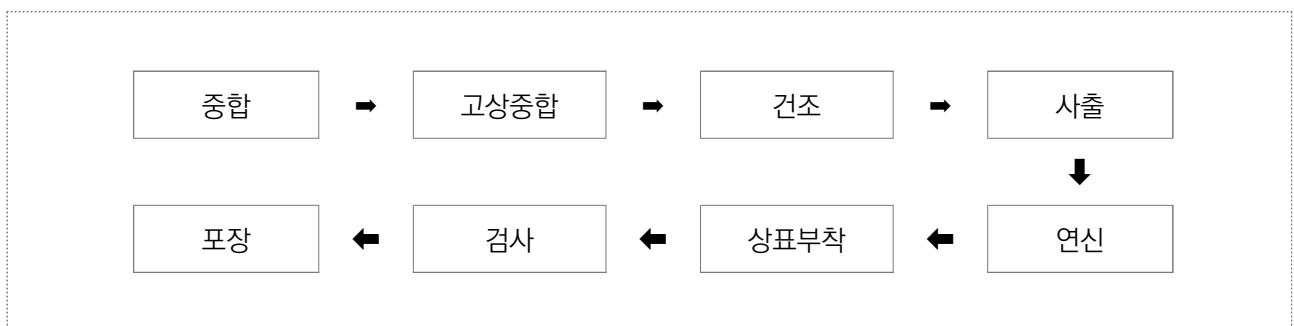 중합 ➡ 고상중합 ➡ 건조 ➡ 사출
⬇
포장 ⬅ 검사 ⬅ 상표부착 ⬅ 연신